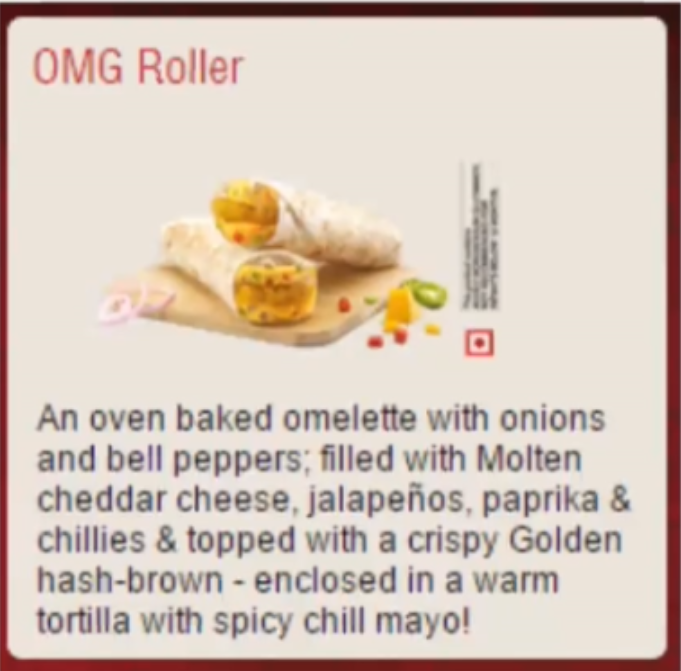 OMG Roller
An oven baked omelette with onions
and bell peppers; filled with Molten
cheddar cheese, jalapeños, paprika &
chillies & topped with a crispy Golden
hash-brown - enclosed in a warm
tortilla with spicy chill mayo!